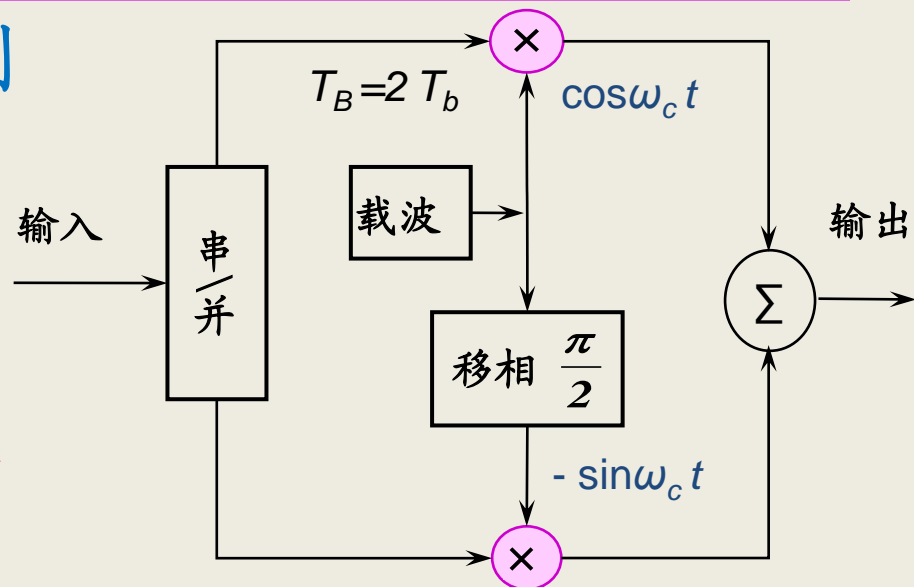 ×
T_B=2 T_b
cosω_c t
输入
串/并
载波
输出
Σ
移相 π/2
- sinω_c t
×